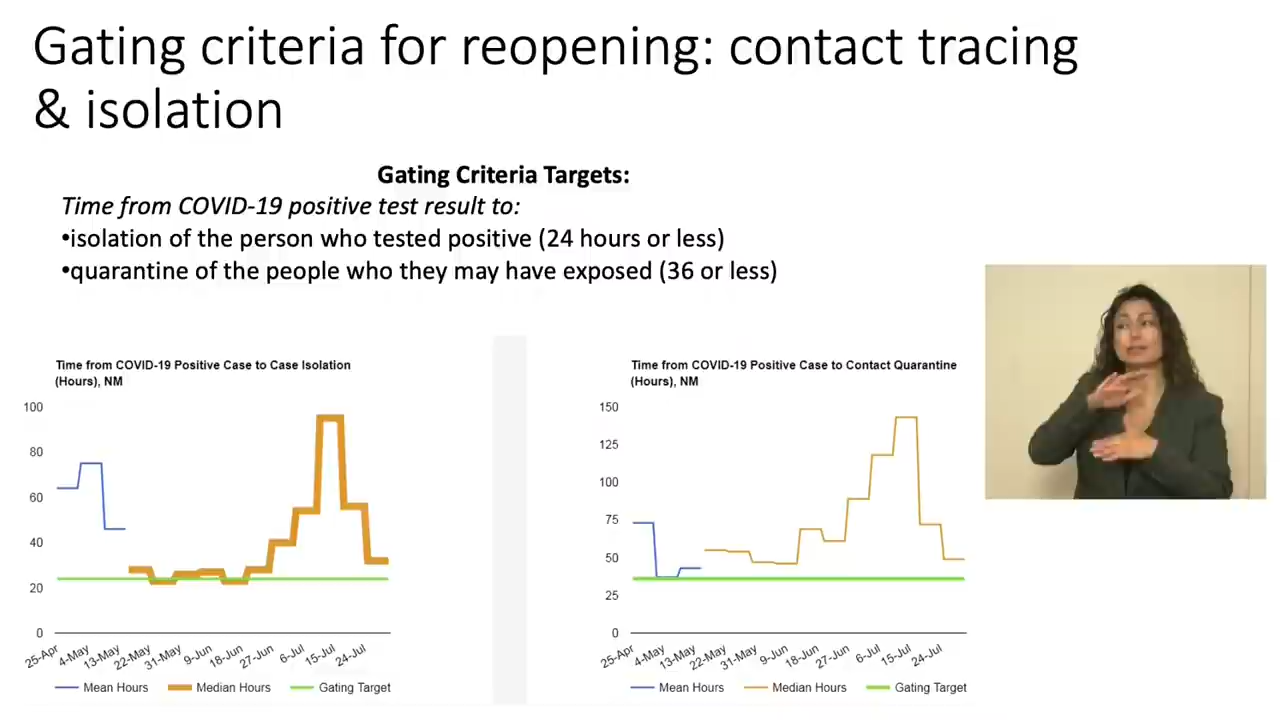 Gating criteria for reopening: contact tracing
& isolation
Gating Criteria Targets:
Time from COVID-19 positive test result to:
•isolation of the person who tested positive (24 hours or less)
•quarantine of the people who they may have exposed (36 or less)
Time from COVID-19 Positive Case to Case Isolation
(Hours), NM
100
80
60
40
20
0
25-Apr
4-May
13-May
22-May
31-May
9-Jun
18-Jun
27-Jun
6-Jul
15-Jul
24-Jul
Mean Hours
Median Hours
Gating Target
Time from COVID-19 Positive Case to Contact Quarantine
(Hours), NM
150
125
100
75
50
25
0
25-Apr
4-May
13-May
22-May
31-May
9-Jun
18-Jun
27-Jun
6-Jul
15-Jul
24-Jul
Mean Hours
Median Hours
Gating Target